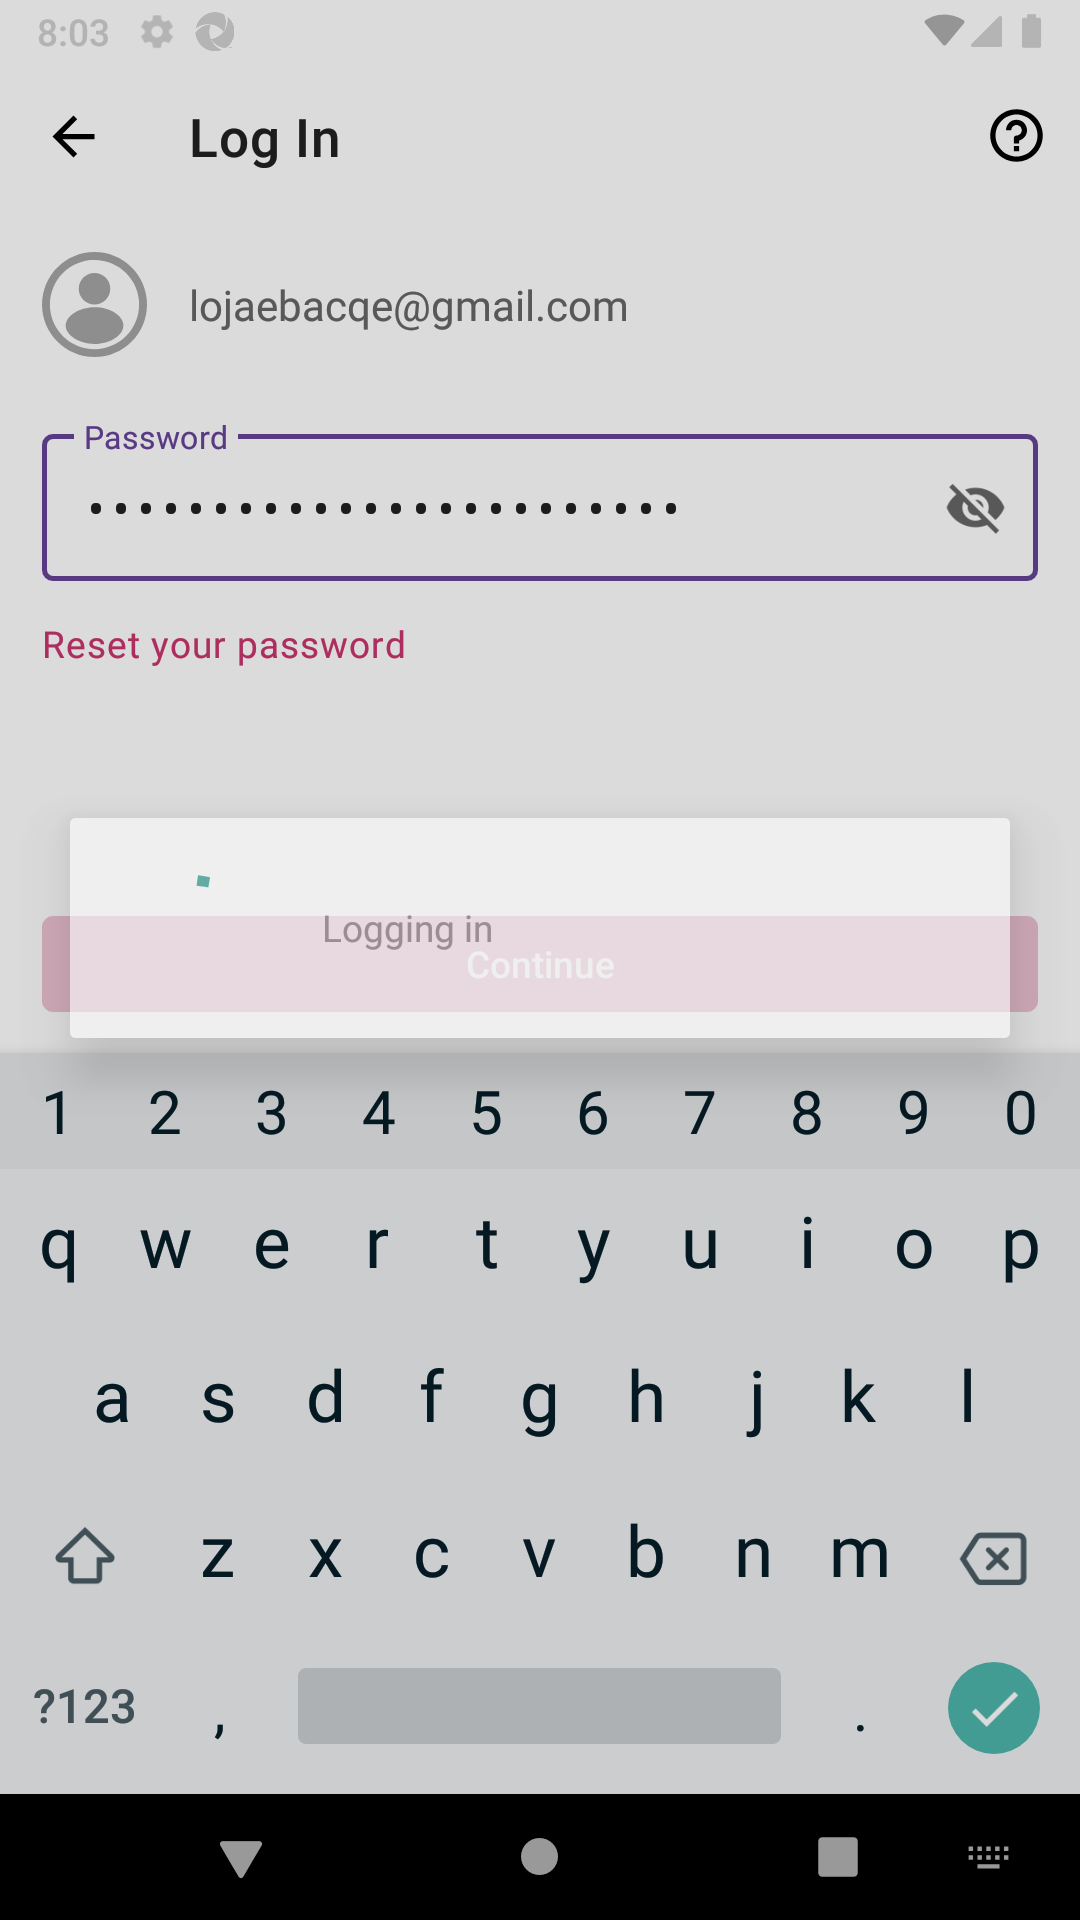 8:03
Log In
lojaebacqe@gmail.com
Password
••••••••••••••••••••••••
Reset your password
Logging in
Continue
1 2 3 4 5 6 7 8 9 0
q w e r t y u i o p
a s d f g h j k l
z x c v b n m
?123 , .